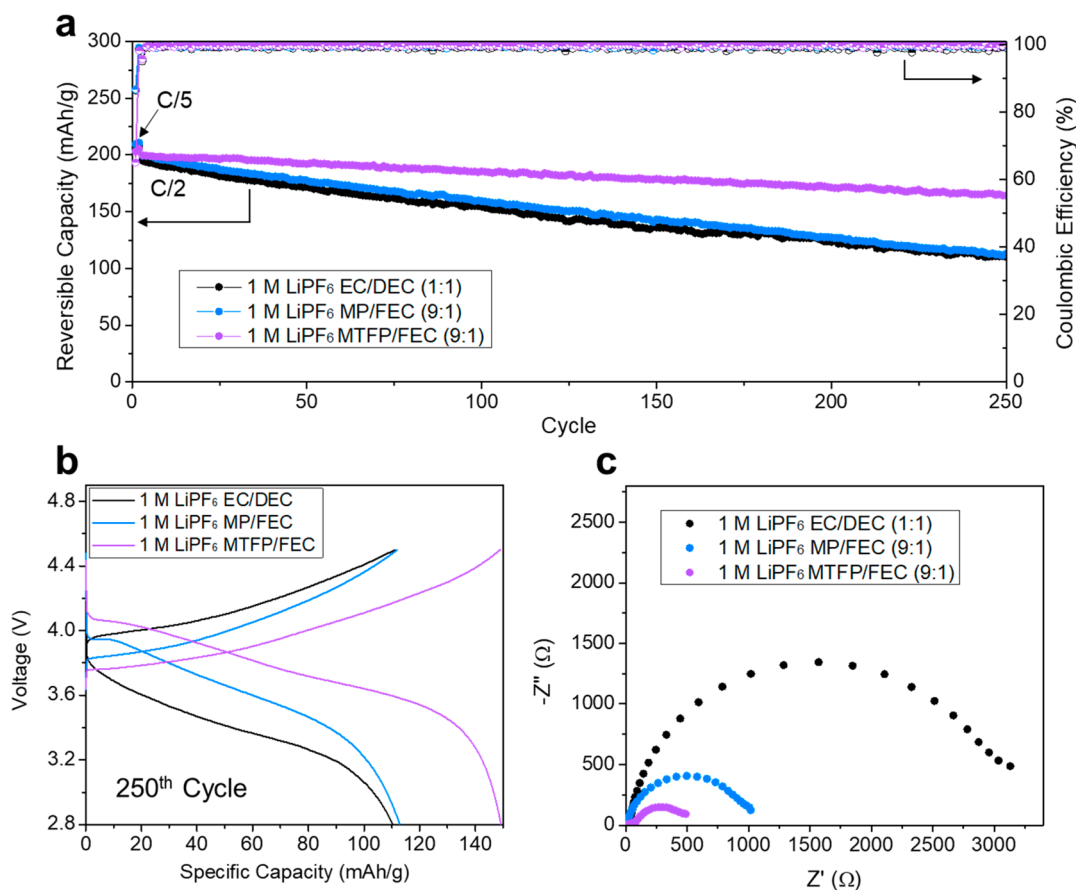 a
300
250
200
150
100
50
0
Reversible Capacity (mAh/g)
C/5
C/2
1 M LiPF₆ EC/DEC (1:1)
1 M LiPF₆ MP/FEC (9:1)
1 M LiPF₆ MTFP/FEC (9:1)
100
80
60
40
20
0
Coulombic Efficiency (%)
0 50 100 150 200 250
Cycle
b
4.8
4.4
4.0
3.6
3.2
2.8
Voltage (V)
1 M LiPF₆ EC/DEC
1 M LiPF₆ MP/FEC
1 M LiPF₆ MTFP/FEC
250th Cycle
0 20 40 60 80 100 120 140
Specific Capacity (mAh/g)
c
2500
2000
1500
1000
500
0
-Z'' (Ω)
1 M LiPF₆ EC/DEC (1:1)
1 M LiPF₆ MP/FEC (9:1)
1 M LiPF₆ MTFP/FEC (9:1)
0 500 1000 1500 2000 2500 3000
Z' (Ω)